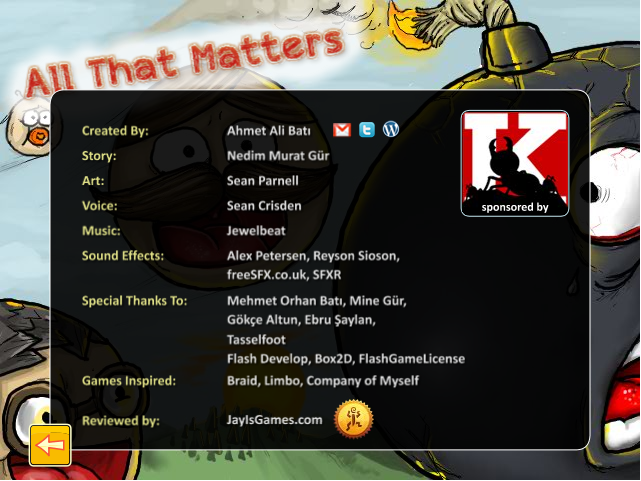 All That Matters
Created By: Ahmet Ali Batı
Story: Nedim Murat Gür
Art: Sean Parnell
Voice: Sean Crisden
Music: Jewelbeat
Sound Effects: Alex Petersen, Reyson Sioson,
freeSFX.co.uk, SFXR
Special Thanks To: Mehmet Orhan Batı, Mine Gür,
Gökçe Altun, Ebru Şaylan,
Tasselfoot
Flash Develop, Box2D, FlashGameLicense
Games Inspired: Braid, Limbo, Company of Myself
Reviewed by: JayIsGames.com
K
sponsored by